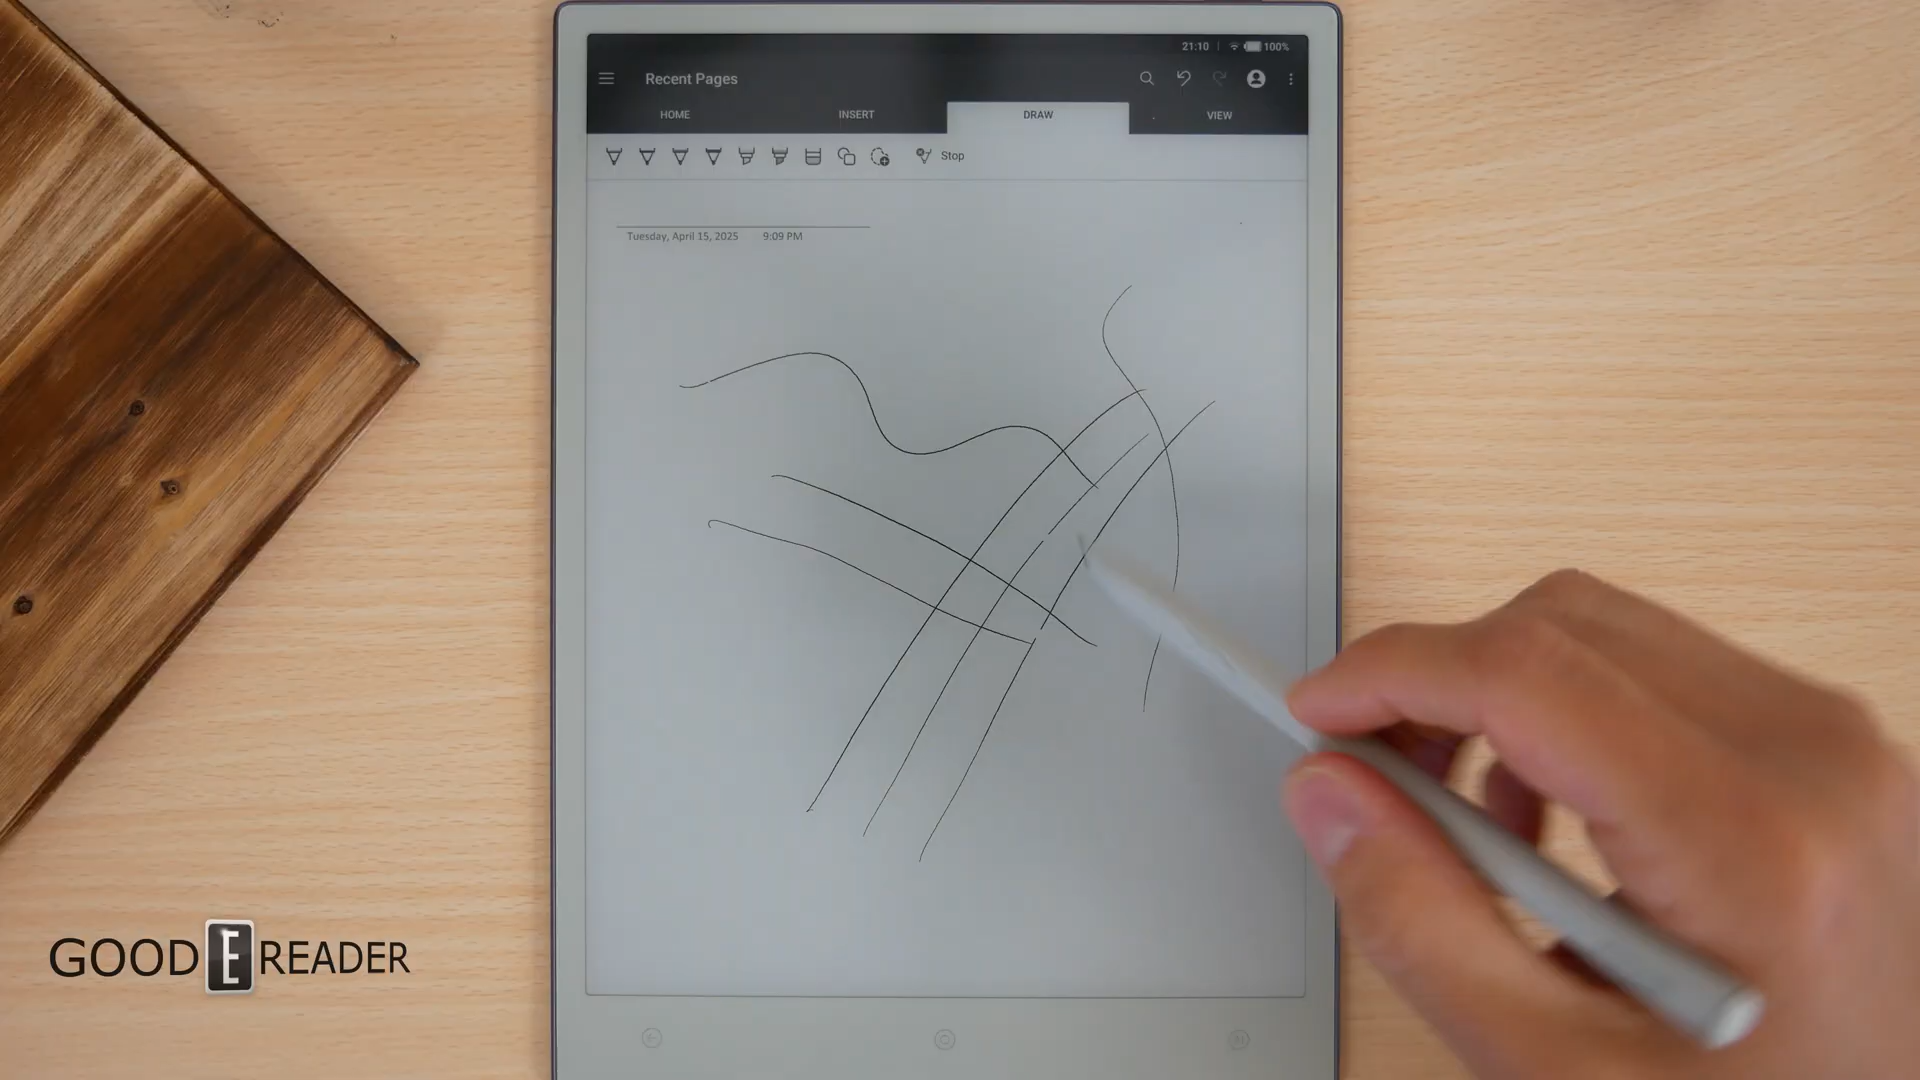 21:10 100%
Recent Pages
HOME INSERT DRAW VIEW
Stop
Tuesday, April 15, 2025 9:09 PM
GOOD E READER